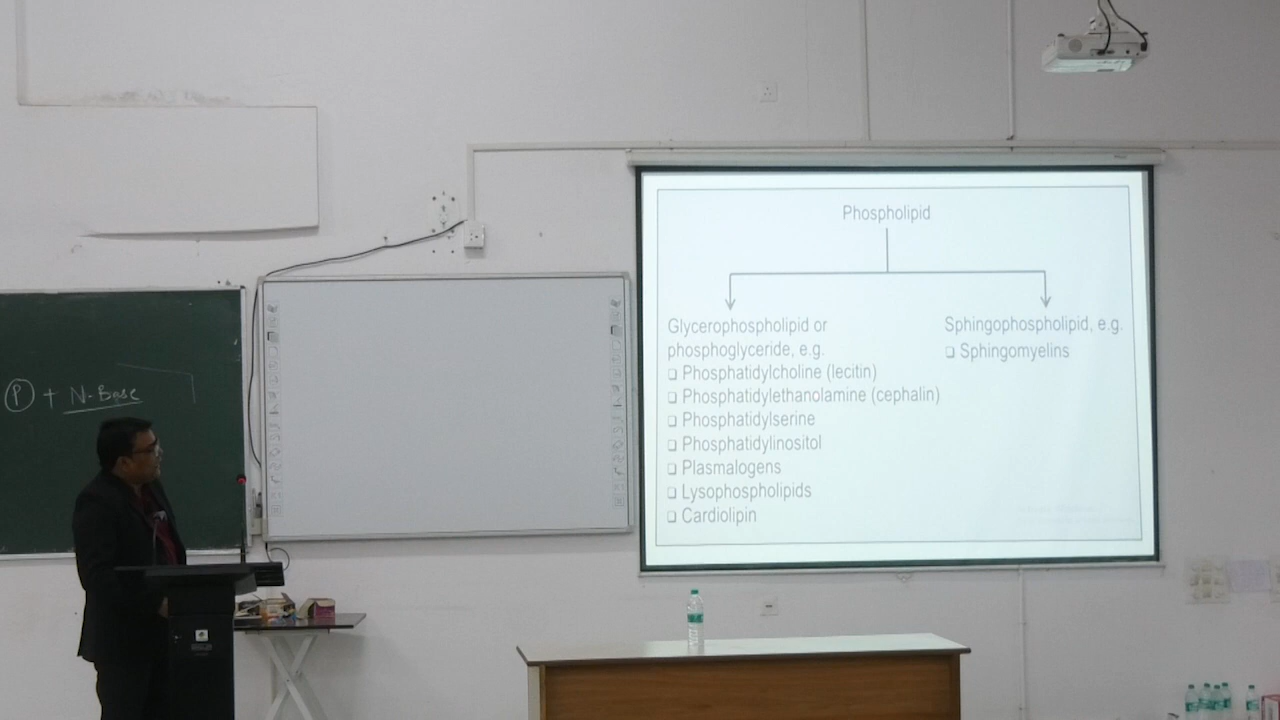 Ⓟ + N-Base
Phospholipid
Glycerophospholipid or
phosphoglyceride, e.g.
❑ Phosphatidylcholine (lecitin)
❑ Phosphatidylethanolamine (cephalin)
❑ Phosphatidylserine
❑ Phosphatidylinositol
❑ Plasmalogens
❑ Lysophospholipids
❑ Cardiolipin
Sphingophospholipid, e.g.
❑ Sphingomyelins